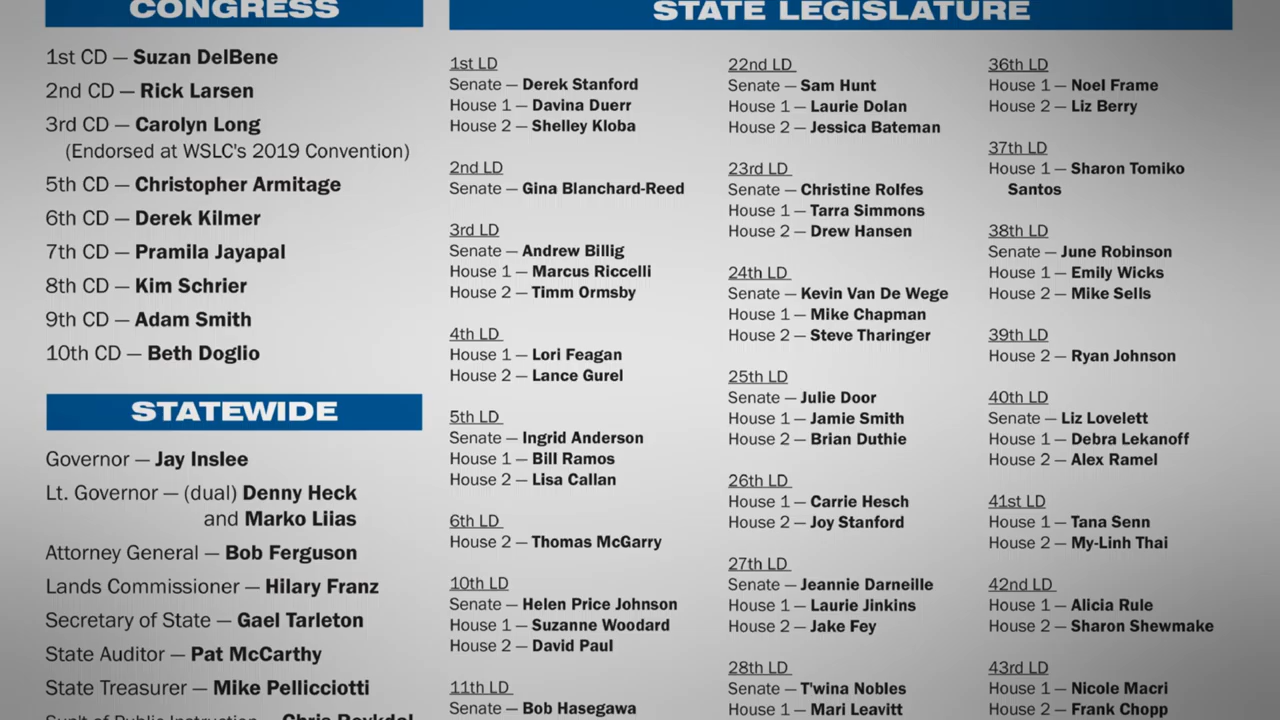 CONGRESS
1st CD — Suzan DelBene
2nd CD — Rick Larsen
3rd CD — Carolyn Long
(Endorsed at WSLC's 2019 Convention)
5th CD — Christopher Armitage
6th CD — Derek Kilmer
7th CD — Pramila Jayapal
8th CD — Kim Schrier
9th CD — Adam Smith
10th CD — Beth Doglio
STATEWIDE
Governor — Jay Inslee
Lt. Governor — (dual) Denny Heck
and Marko Liias
Attorney General — Bob Ferguson
Lands Commissioner — Hilary Franz
Secretary of State — Gael Tarleton
State Auditor — Pat McCarthy
State Treasurer — Mike Pellicciotti
Sup't of Public Instruction — Chris Reykdal
STATE LEGISLATURE
1st LD
Senate — Derek Stanford
House 1 — Davina Duerr
House 2 — Shelley Kloba
2nd LD
Senate — Gina Blanchard-Reed
3rd LD
Senate — Andrew Billig
House 1 — Marcus Riccelli
House 2 — Timm Ormsby
4th LD
House 1 — Lori Feagan
House 2 — Lance Gurel
5th LD
Senate — Ingrid Anderson
House 1 — Bill Ramos
House 2 — Lisa Callan
6th LD
House 2 — Thomas McGarry
10th LD
Senate — Helen Price Johnson
House 1 — Suzanne Woodard
House 2 — David Paul
11th LD
Senate — Bob Hasegawa
22nd LD
Senate — Sam Hunt
House 1 — Laurie Dolan
House 2 — Jessica Bateman
23rd LD
Senate — Christine Rolfes
House 1 — Tarra Simmons
House 2 — Drew Hansen
24th LD
Senate — Kevin Van De Wege
House 1 — Mike Chapman
House 2 — Steve Tharinger
25th LD
Senate — Julie Door
House 1 — Jamie Smith
House 2 — Brian Duthie
26th LD
House 1 — Carrie Hesch
House 2 — Joy Stanford
27th LD
Senate — Jeannie Darneille
House 1 — Laurie Jinkins
House 2 — Jake Fey
28th LD
Senate — T'wina Nobles
House 1 — Mari Leavitt
36th LD
House 1 — Noel Frame
House 2 — Liz Berry
37th LD
House 1 — Sharon Tomiko
Santos
38th LD
Senate — June Robinson
House 1 — Emily Wicks
House 2 — Mike Sells
39th LD
House 2 — Ryan Johnson
40th LD
Senate — Liz Lovelett
House 1 — Debra Lekanoff
House 2 — Alex Ramel
41st LD
House 1 — Tana Senn
House 2 — My-Linh Thai
42nd LD
House 1 — Alicia Rule
House 2 — Sharon Shewmake
43rd LD
House 1 — Nicole Macri
House 2 — Frank Chopp